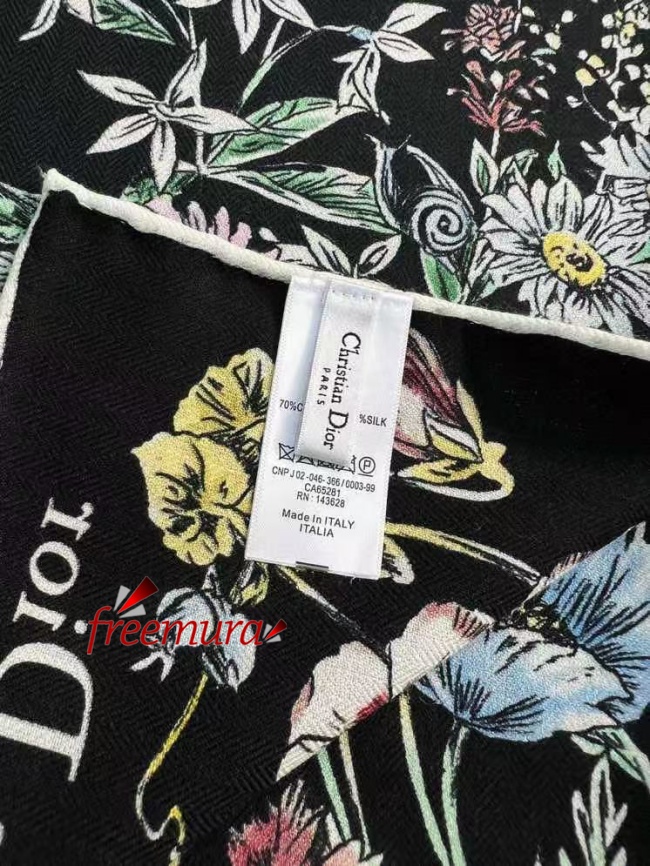 Christian Dior
PARIS
70%C
%SILK
CNPJ 02-046-366/0003-99
CA65281
RN: 143628
Made In ITALY
ITALIA
Dior
freemura